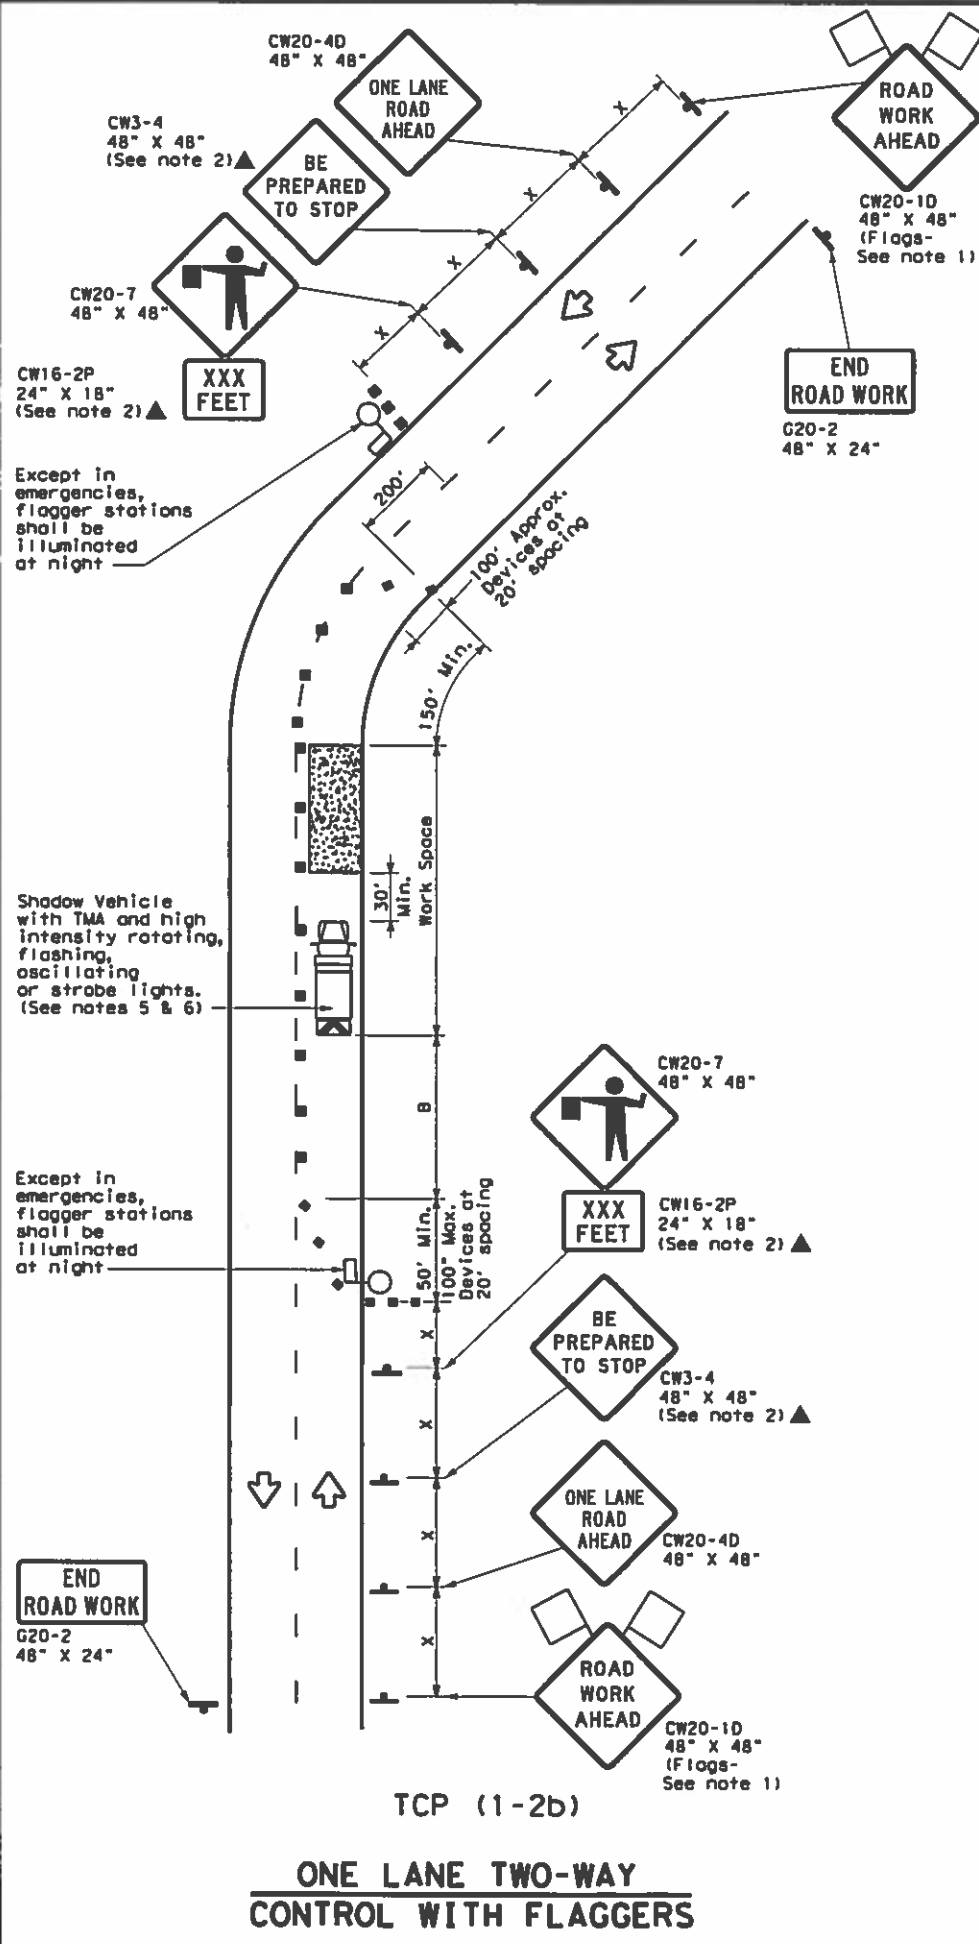 CW20-4D
48" X 48"
ONE LANE
ROAD
AHEAD
X
ROAD
WORK
AHEAD
CW20-1D
48" X 48"
(Flags-
See note 1)
CW3-4
48" X 48"
(See note 2)▲
BE
PREPARED
TO STOP
X
X
CW20-7
48" X 48"
X
CW16-2P
24" X 18"
(See note 2)▲
XXX
FEET
END
ROAD WORK
G20-2
48" X 24"
Except in
emergencies,
flagger stations
shall be
illuminated
at night
200'
100' Approx.
Devices at
20' spacing
150' Min.
Work Space
30'
Min.
Shadow Vehicle
with TMA and high
intensity rotating,
flashing,
oscillating
or strobe lights.
(See notes 5 & 6)
B
CW20-7
48" X 48"
XXX
FEET
CW16-2P
24" X 18"
(See note 2)▲
Except in
emergencies,
flagger stations
shall be
illuminated
at night
50' Min.
100" Max.
Devices at
20' spacing
X
BE
PREPARED
TO STOP
CW3-4
48" X 48"
(See note 2)▲
X
ONE LANE
ROAD
AHEAD
CW20-4D
48" X 48"
X
END
ROAD WORK
G20-2
48" X 24"
X
ROAD
WORK
AHEAD
CW20-1D
48" X 48"
(Flags-
See note 1)
TCP (1-2b)
ONE LANE TWO-WAY
CONTROL WITH FLAGGERS